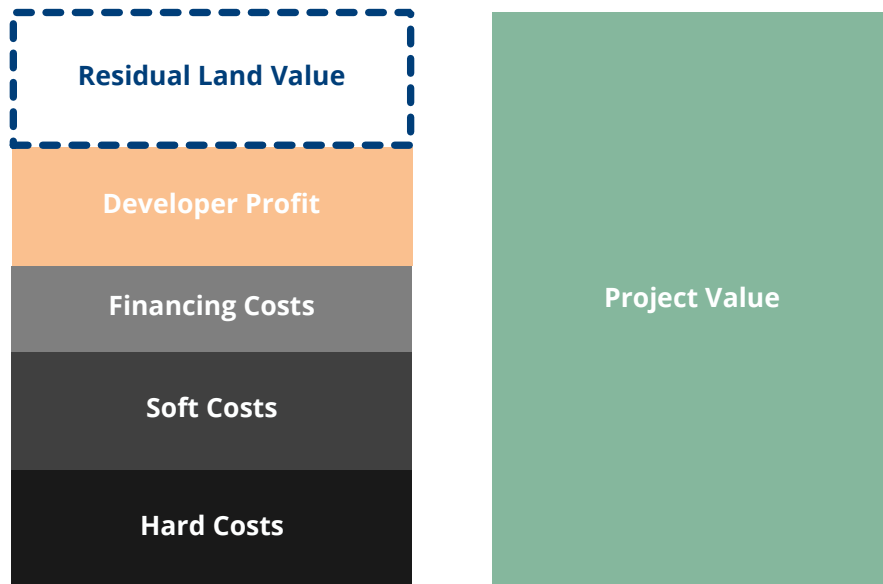 Residual Land Value
Developer Profit
Financing Costs
Soft Costs
Hard Costs
Project Value